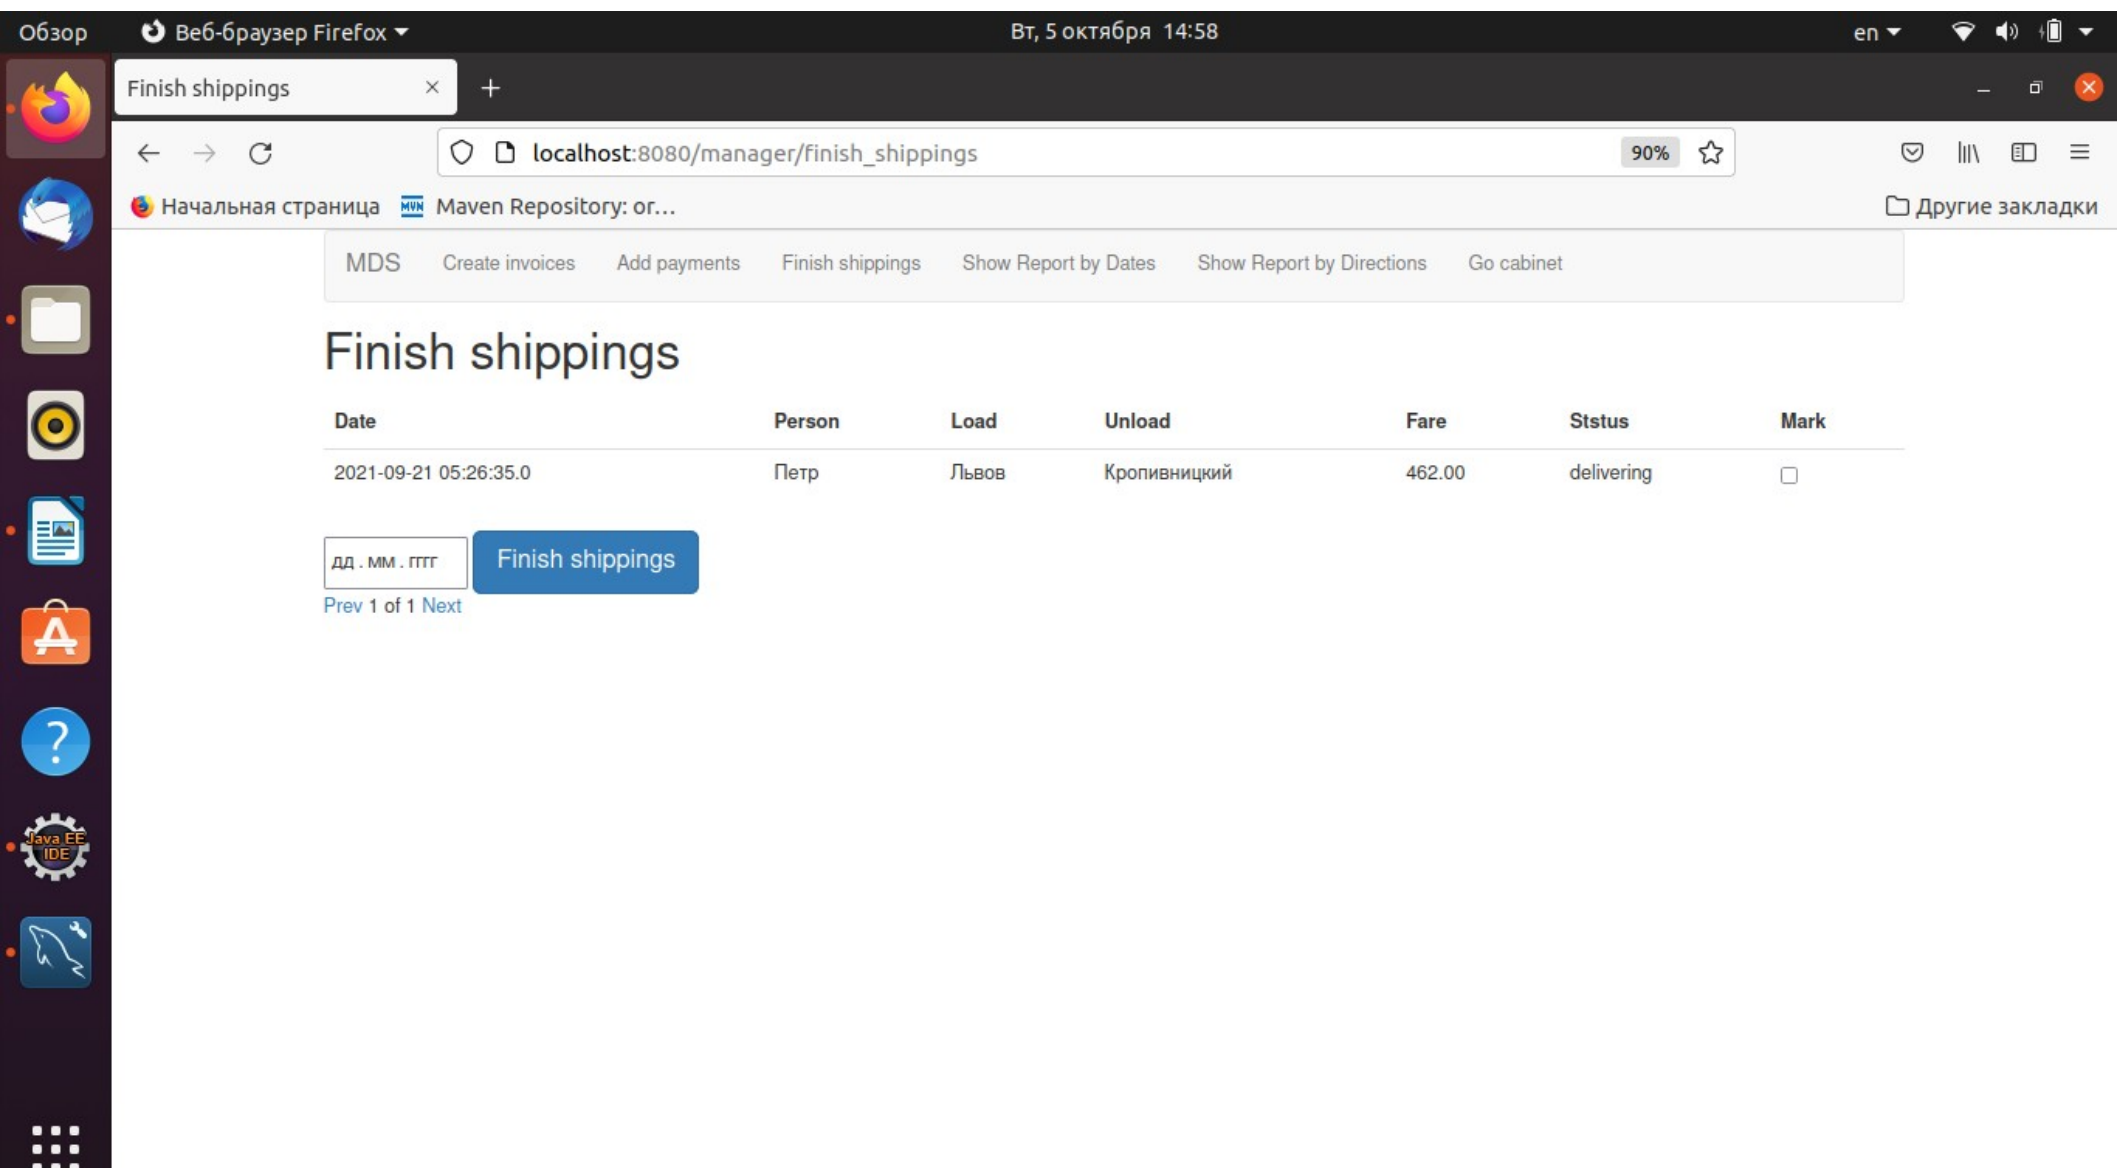 Обзор Веб-браузер Firefox Вт, 5 октября 14:58 en
Finish shippings
localhost:8080/manager/finish_shippings 90%
Начальная страница MVN Maven Repository: or... Другие закладки
MDS Create invoices Add payments Finish shippings Show Report by Dates Show Report by Directions Go cabinet
Finish shippings
Date Person Load Unload Fare Ststus Mark
2021-09-21 05:26:35.0 Петр Львов Кропивницкий 462.00 delivering
дд . мм . гггг Finish shippings
Prev 1 of 1 Next
Java EE
IDE